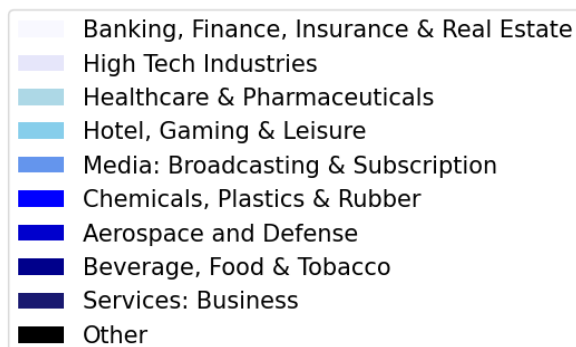 Banking, Finance, Insurance & Real Estate
High Tech Industries
Healthcare & Pharmaceuticals
Hotel, Gaming & Leisure
Media: Broadcasting & Subscription
Chemicals, Plastics & Rubber
Aerospace and Defense
Beverage, Food & Tobacco
Services: Business
Other